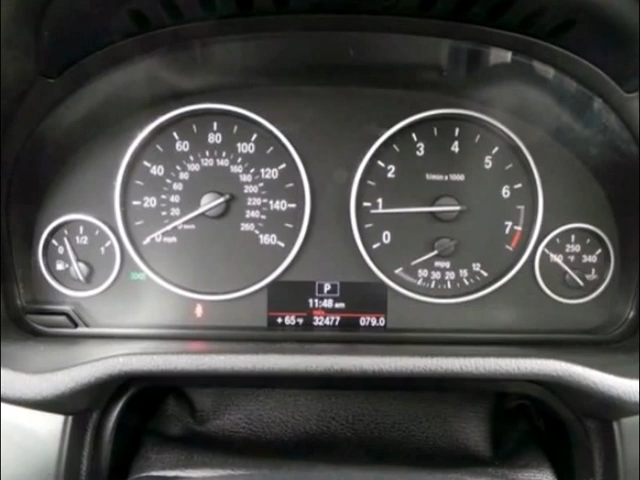 0 1/2 1
0 20 40 60 80 100 120 140 160
20 40 60 80 100 120 140 160 180 200 220 240 260
mph
0 1 2 3 4 5 6 7
1/min x 1000
mpg
50 30 20 15 12
250 340
°F
P
11:48 am
+65 °F 32477 079.0